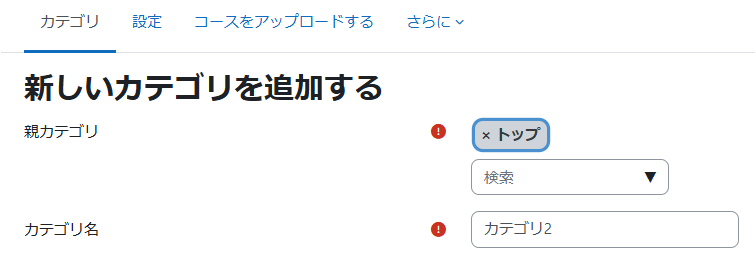 カテゴリ 設定 コースをアップロードする さらに
新しいカテゴリを追加する
親カテゴリ × トップ
検索 ▼
カテゴリ名 カテゴリ2